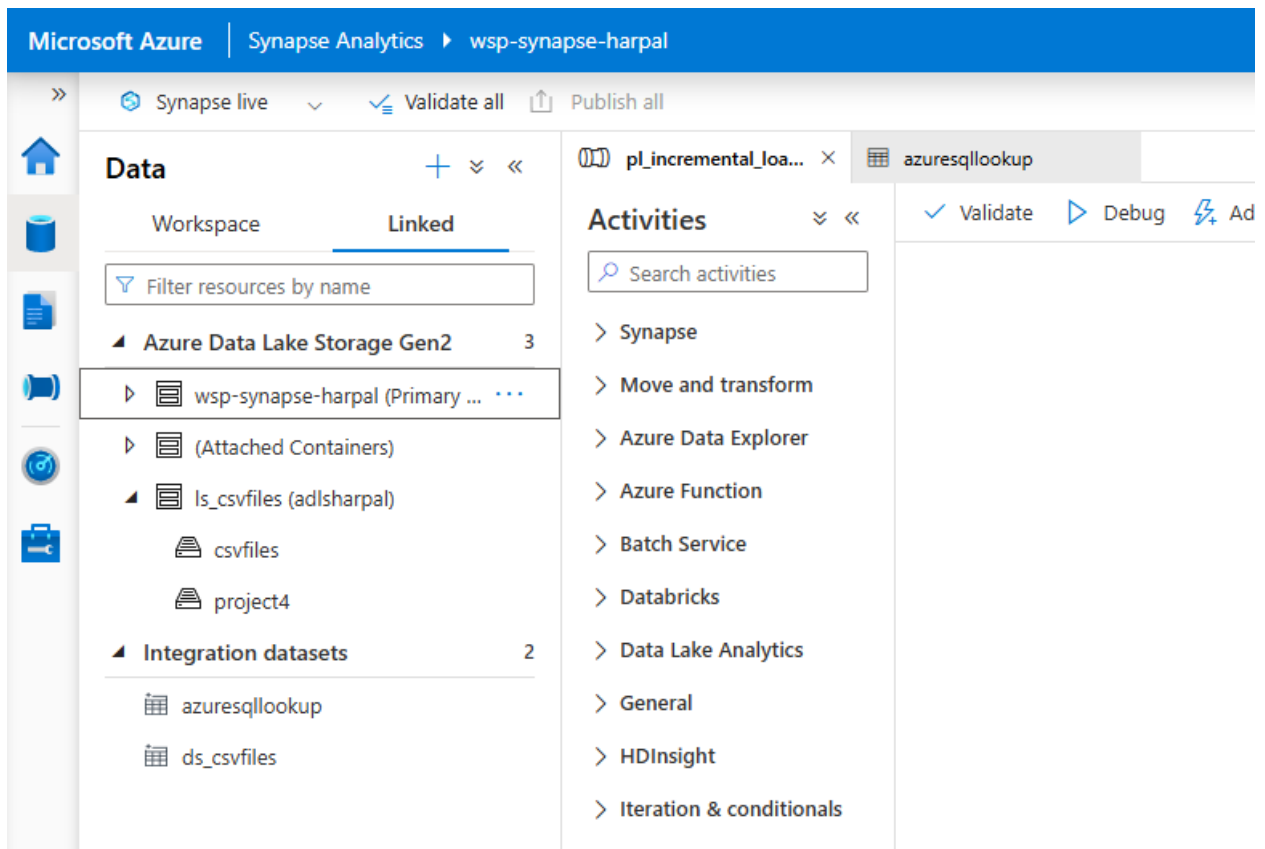 Microsoft Azure Synapse Analytics wsp-synapse-harpal
Synapse live Validate all Publish all
Data
Workspace Linked
Filter resources by name
Azure Data Lake Storage Gen2 3
wsp-synapse-harpal (Primary ... ···
(Attached Containers)
ls_csvfiles (adlsharpal)
csvfiles
project4
Integration datasets 2
azuresqllookup
ds_csvfiles
pl_incremental_loa... azuresqllookup
Activities
Search activities
Synapse
Move and transform
Azure Data Explorer
Azure Function
Batch Service
Databricks
Data Lake Analytics
General
HDInsight
Iteration & conditionals
Validate Debug Ad